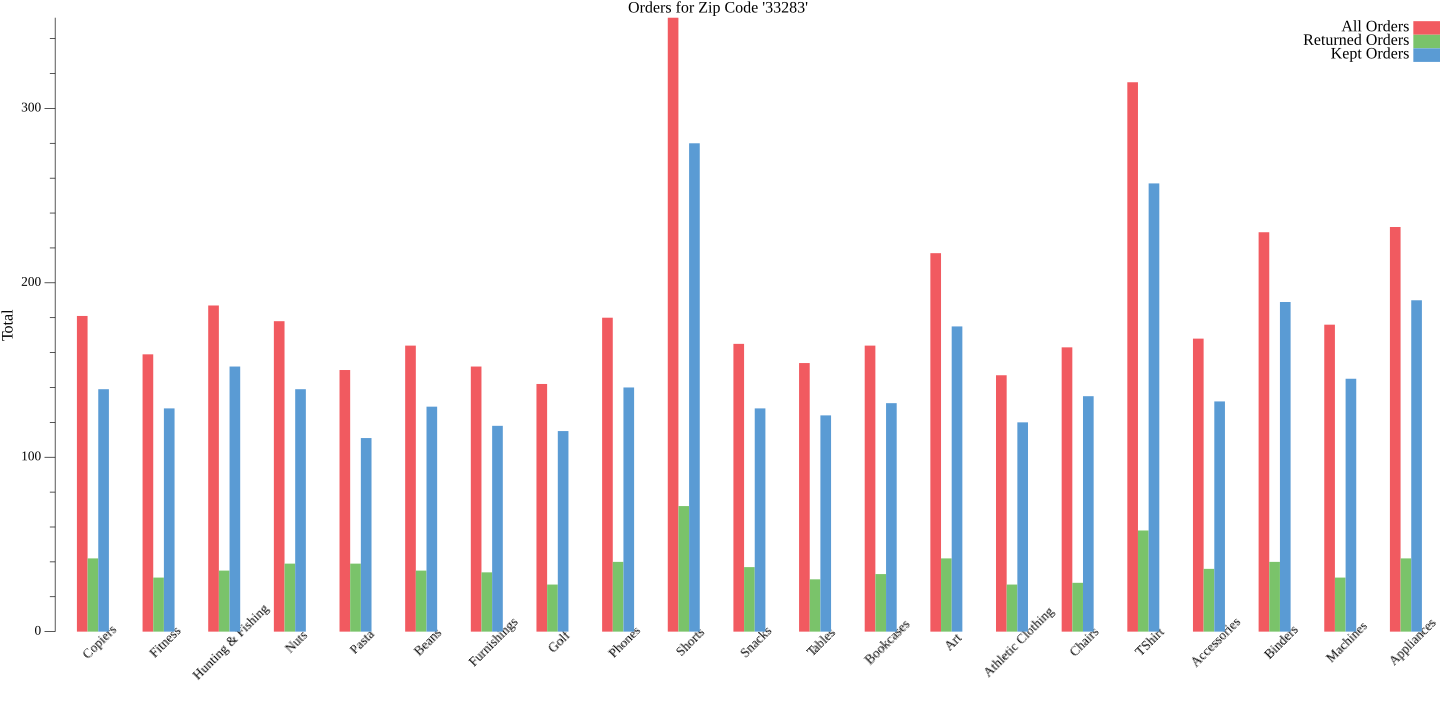 Orders for Zip Code '33283'
All Orders
Returned Orders
Kept Orders
Total
300
200
100
0
Copiers
Fitness
Hunting & Fishing
Nuts
Pasta
Beans
Furnishings
Golf
Phones
Shorts
Snacks
Tables
Bookcases
Art
Athletic Clothing
Chairs
TShirt
Accessories
Binders
Machines
Appliances